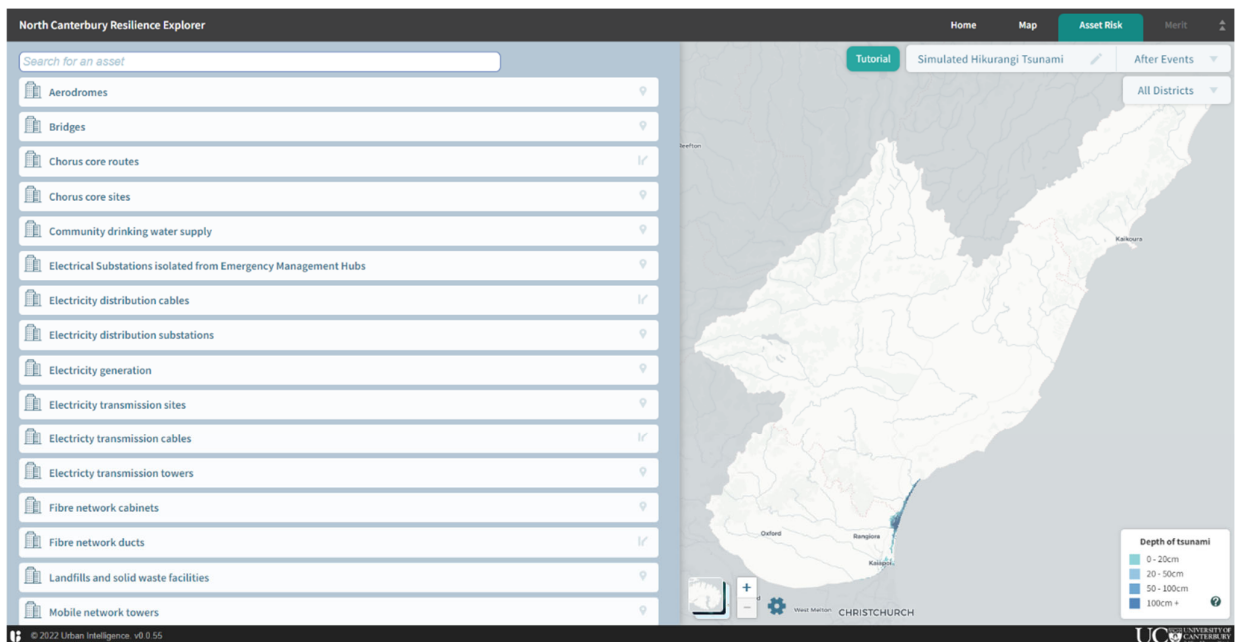 North Canterbury Resilience Explorer
Home
Map
Asset Risk
Merit
Search for an asset
Tutorial
Simulated Hikurangi Tsunami
After Events
All Districts
Aerodromes
Bridges
Chorus core routes
Chorus core sites
Community drinking water supply
Electrical Substations isolated from Emergency Management Hubs
Electricity distribution cables
Electricity distribution substations
Electricity generation
Electricity transmission sites
Electricty transmission cables
Electricty transmission towers
Fibre network cabinets
Fibre network ducts
Landfills and solid waste facilities
Mobile network towers
Kaikoura
Oxford
Rangiora
West Melton
CHRISTCHURCH
+
−
Depth of tsunami
0 - 20cm
20 - 50cm
50 - 100cm
100cm +
?
© 2022 Urban Intelligence v0.0.55
UC
UNIVERSITY OF
CANTERBURY